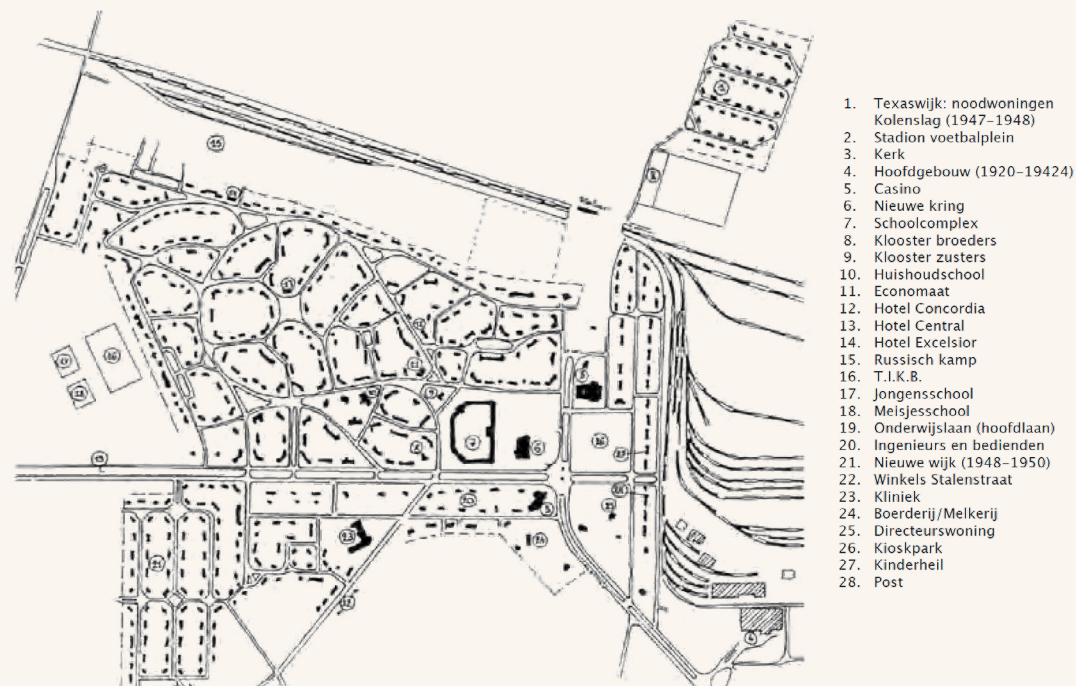 1. Texaswijk: noodwoningen
Kolenslag (1947-1948)
2. Stadion voetbalplein
3. Kerk
4. Hoofdgebouw (1920-19424)
5. Casino
6. Nieuwe kring
7. Schoolcomplex
8. Klooster broeders
9. Klooster zusters
10. Huishoudschool
11. Economaat
12. Hotel Concordia
13. Hotel Central
14. Hotel Excelsior
15. Russisch kamp
16. T.I.K.B.
17. Jongensschool
18. Meisjesschool
19. Onderwijslaan (hoofdlaan)
20. Ingenieurs en bedienden
21. Nieuwe wijk (1948-1950)
22. Winkels Stalenstraat
23. Kliniek
24. Boerderij/Melkerij
25. Directeurswoning
26. Kioskpark
27. Kinderheil
28. Post